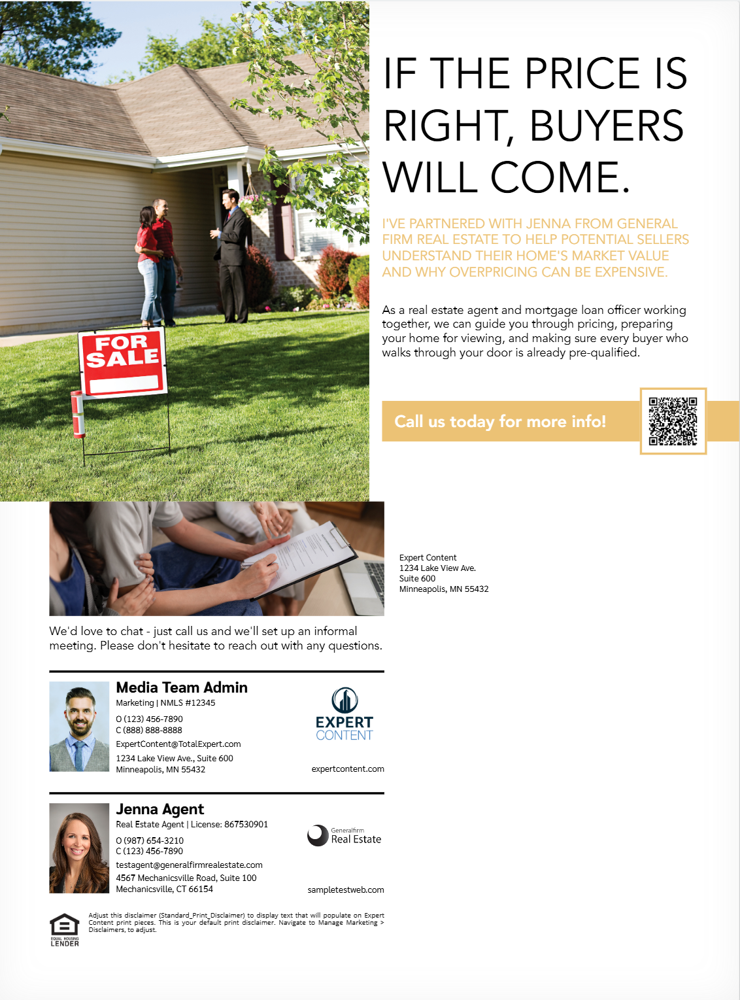 IF THE PRICE IS
RIGHT, BUYERS
WILL COME.
I'VE PARTNERED WITH JENNA FROM GENERAL
FIRM REAL ESTATE TO HELP POTENTIAL SELLERS
UNDERSTAND THEIR HOME'S MARKET VALUE
AND WHY OVERPRICING CAN BE EXPENSIVE.
As a real estate agent and mortgage loan officer working
together, we can guide you through pricing, preparing
your home for viewing, and making sure every buyer who
walks through your door is already pre-qualified.
FOR
SALE
Call us today for more info!
Expert Content
1234 Lake View Ave.
Suite 600
Minneapolis, MN 55432
We'd love to chat - just call us and we'll set up an informal
meeting. Please don't hesitate to reach out with any questions.
Media Team Admin
Marketing | NMLS #12345
O (123) 456-7890
C (888) 888-8888
ExpertContent@TotalExpert.com
1234 Lake View Ave., Suite 600
Minneapolis, MN 55432
EXPERT
CONTENT
expertcontent.com
Jenna Agent
Real Estate Agent | License: 867530901
O (987) 654-3210
C (123) 456-7890
testagent@generalfirmrealestate.com
4567 Mechanicsville Road, Suite 100
Mechanicsville, CT 66154
Generalfirm
Real Estate
sampletestweb.com
EQUAL HOUSING
LENDER
Adjust this disclaimer (Standard_Print_Disclaimer) to display text that will populate on Expert
Content print pieces. This is your default print disclaimer. Navigate to Manage Marketing >
Disclaimers, to adjust.